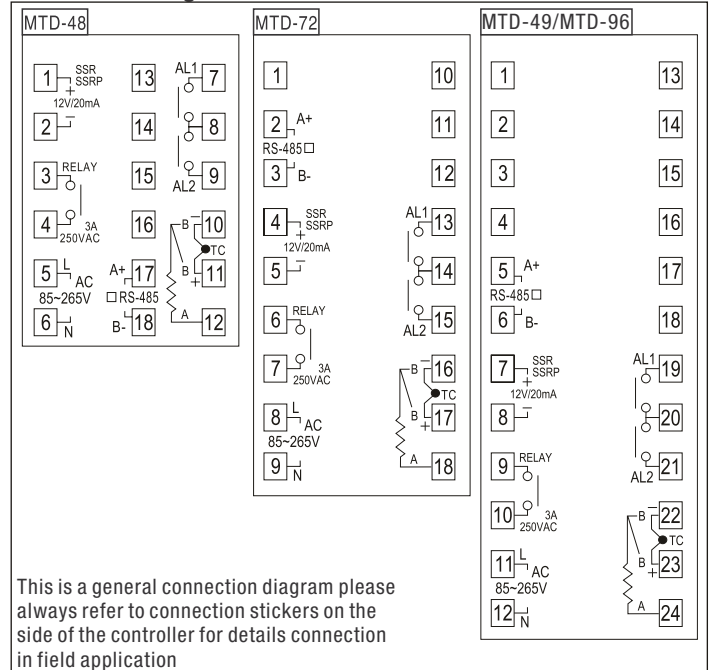 MTD-48
1 SSR SSRP 13 AL1 7
+
12V/20mA
2 - 14 8
3 RELAY 15 AL2 9
4 3A 250VAC 16 B - 10
TC
5 L AC A+ 17 B + 11
85~265V □ RS-485
6 N B- 18 A 12
MTD-72
1 10
2 A+ 11
RS-485 □
3 B- 12
4 SSR SSRP AL1 13
+
12V/20mA
5 - 14
6 RELAY AL2 15
7 3A 250VAC B - 16
TC
8 L AC B + 17
85~265V
9 N A 18
MTD-49/MTD-96
1 13
2 14
3 15
4 16
5 A+ 17
RS-485 □
6 B- 18
7 SSR SSRP AL1 19
+
12V/20mA
8 - 20
9 RELAY AL2 21
10 3A 250VAC B - 22
TC
11 L AC B + 23
85~265V
12 N A 24
This is a general connection diagram please
always refer to connection stickers on the
side of the controller for details connection
in field application